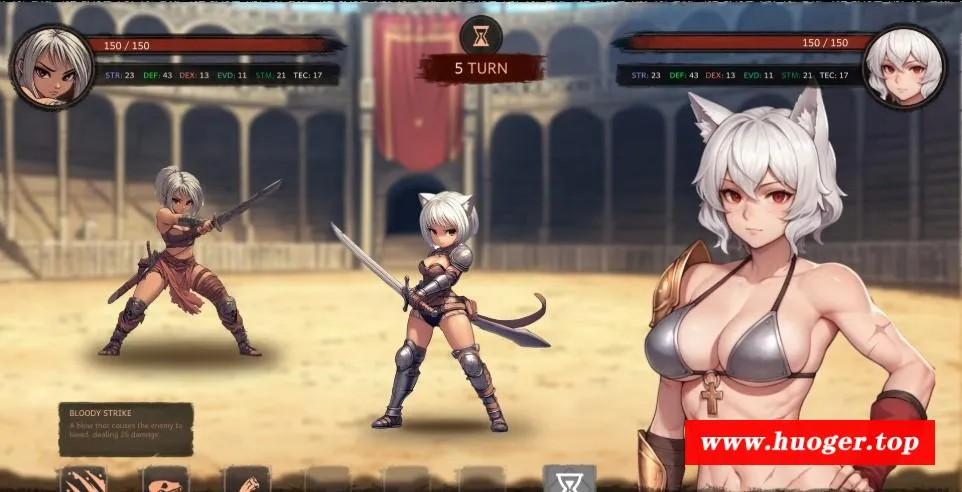 150 / 150
STR: 23 DEF: 43 DEX: 13 EVD: 11 STM: 21 TEC: 17
5 TURN
150 / 150
STR: 23 DEF: 43 DEX: 13 EVD: 11 STM: 21 TEC: 17
BLOODY STRIKE
A blow that causes the enemy to
bleed, dealing 25 damage.
www.huoger.top